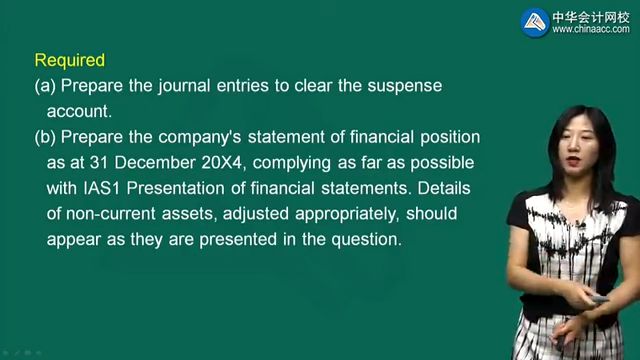 中华会计网校
www.chinaacc.com
Required
(a) Prepare the journal entries to clear the suspense
account.
(b) Prepare the company's statement of financial position
as at 31 December 20X4, complying as far as possible
with IAS1 Presentation of financial statements. Details
of non-current assets, adjusted appropriately, should
appear as they are presented in the question.